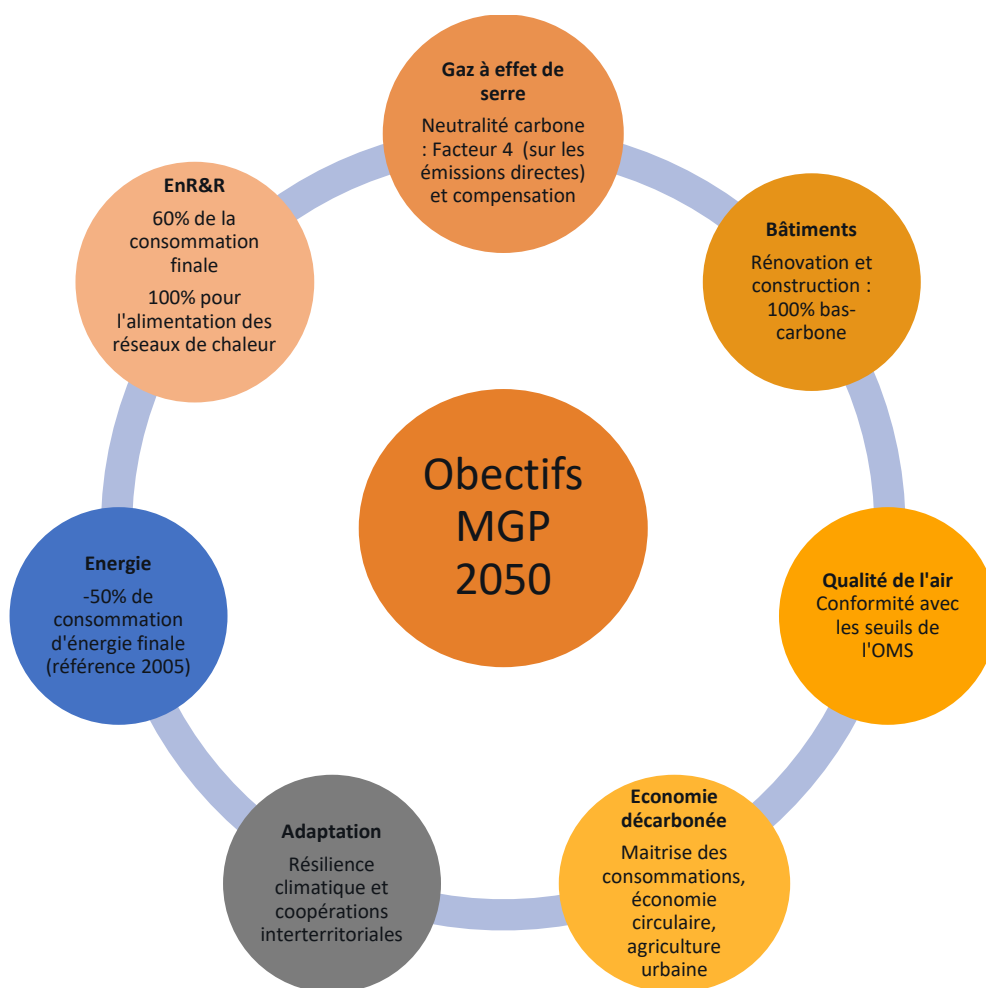 Gaz à effet de
serre
Neutralité carbone
: Facteur 4 (sur les
émissions directes)
et compensation
Bâtiments
Rénovation et
construction :
100% bas-
carbone
Qualité de l'air
Conformité avec
les seuils de
l'OMS
Economie
décarbonée
Maitrise des
consommations,
économie
circulaire,
agriculture
urbaine
Adaptation
Résilience
climatique et
coopérations
interterritoriales
Energie
-50% de
consommation
d'énergie finale
(référence 2005)
EnR&R
60% de la
consommation
finale
100% pour
l'alimentation des
réseaux de chaleur
Obectifs
MGP
2050